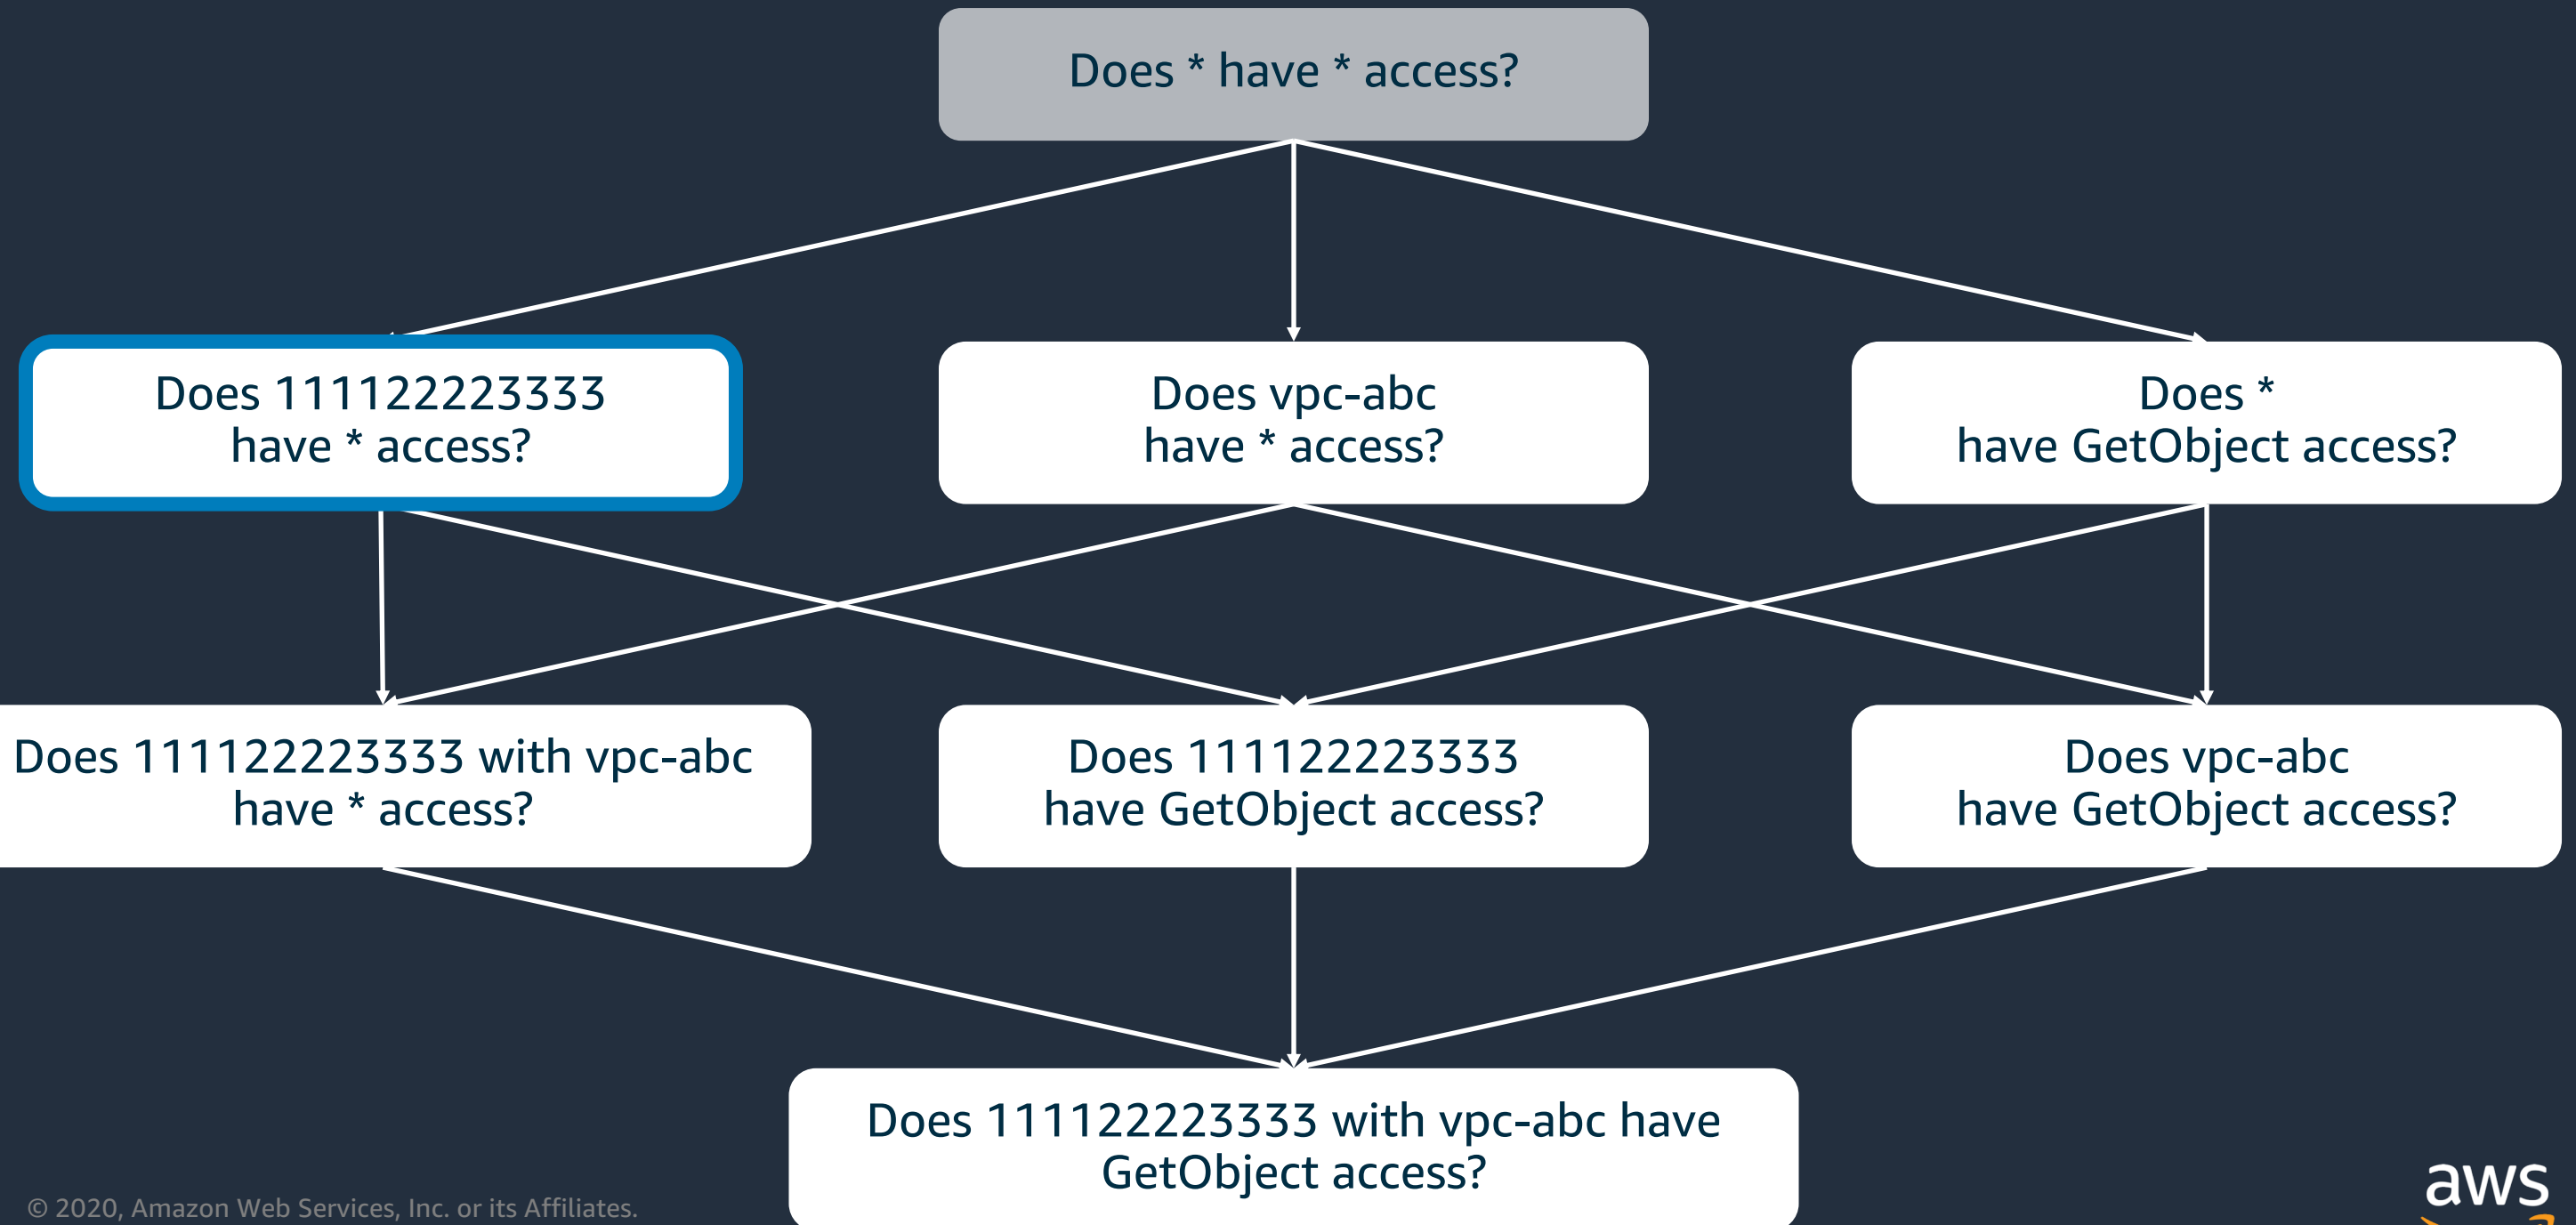 Does * have * access?
Does 111122223333
have * access?
Does vpc-abc
have * access?
Does *
have GetObject access?
Does 111122223333 with vpc-abc
have * access?
Does 111122223333
have GetObject access?
Does vpc-abc
have GetObject access?
Does 111122223333 with vpc-abc have
GetObject access?
© 2020, Amazon Web Services, Inc. or its Affiliates.
aws